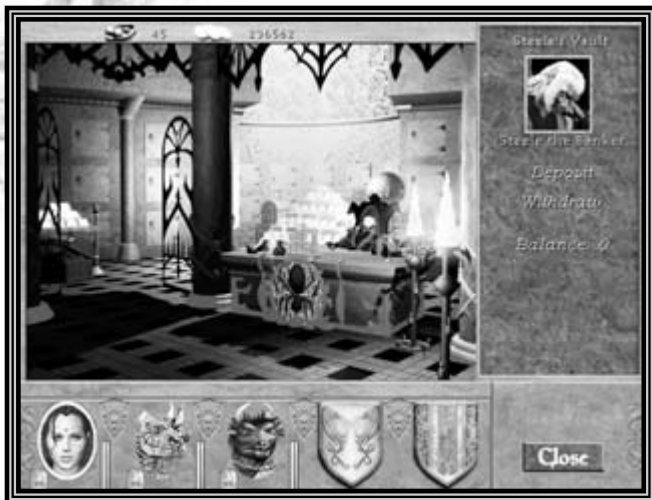 45 236562
Steele's Vault
Steele the Banker
Deposit
Withdraw
Balance: 0
Close